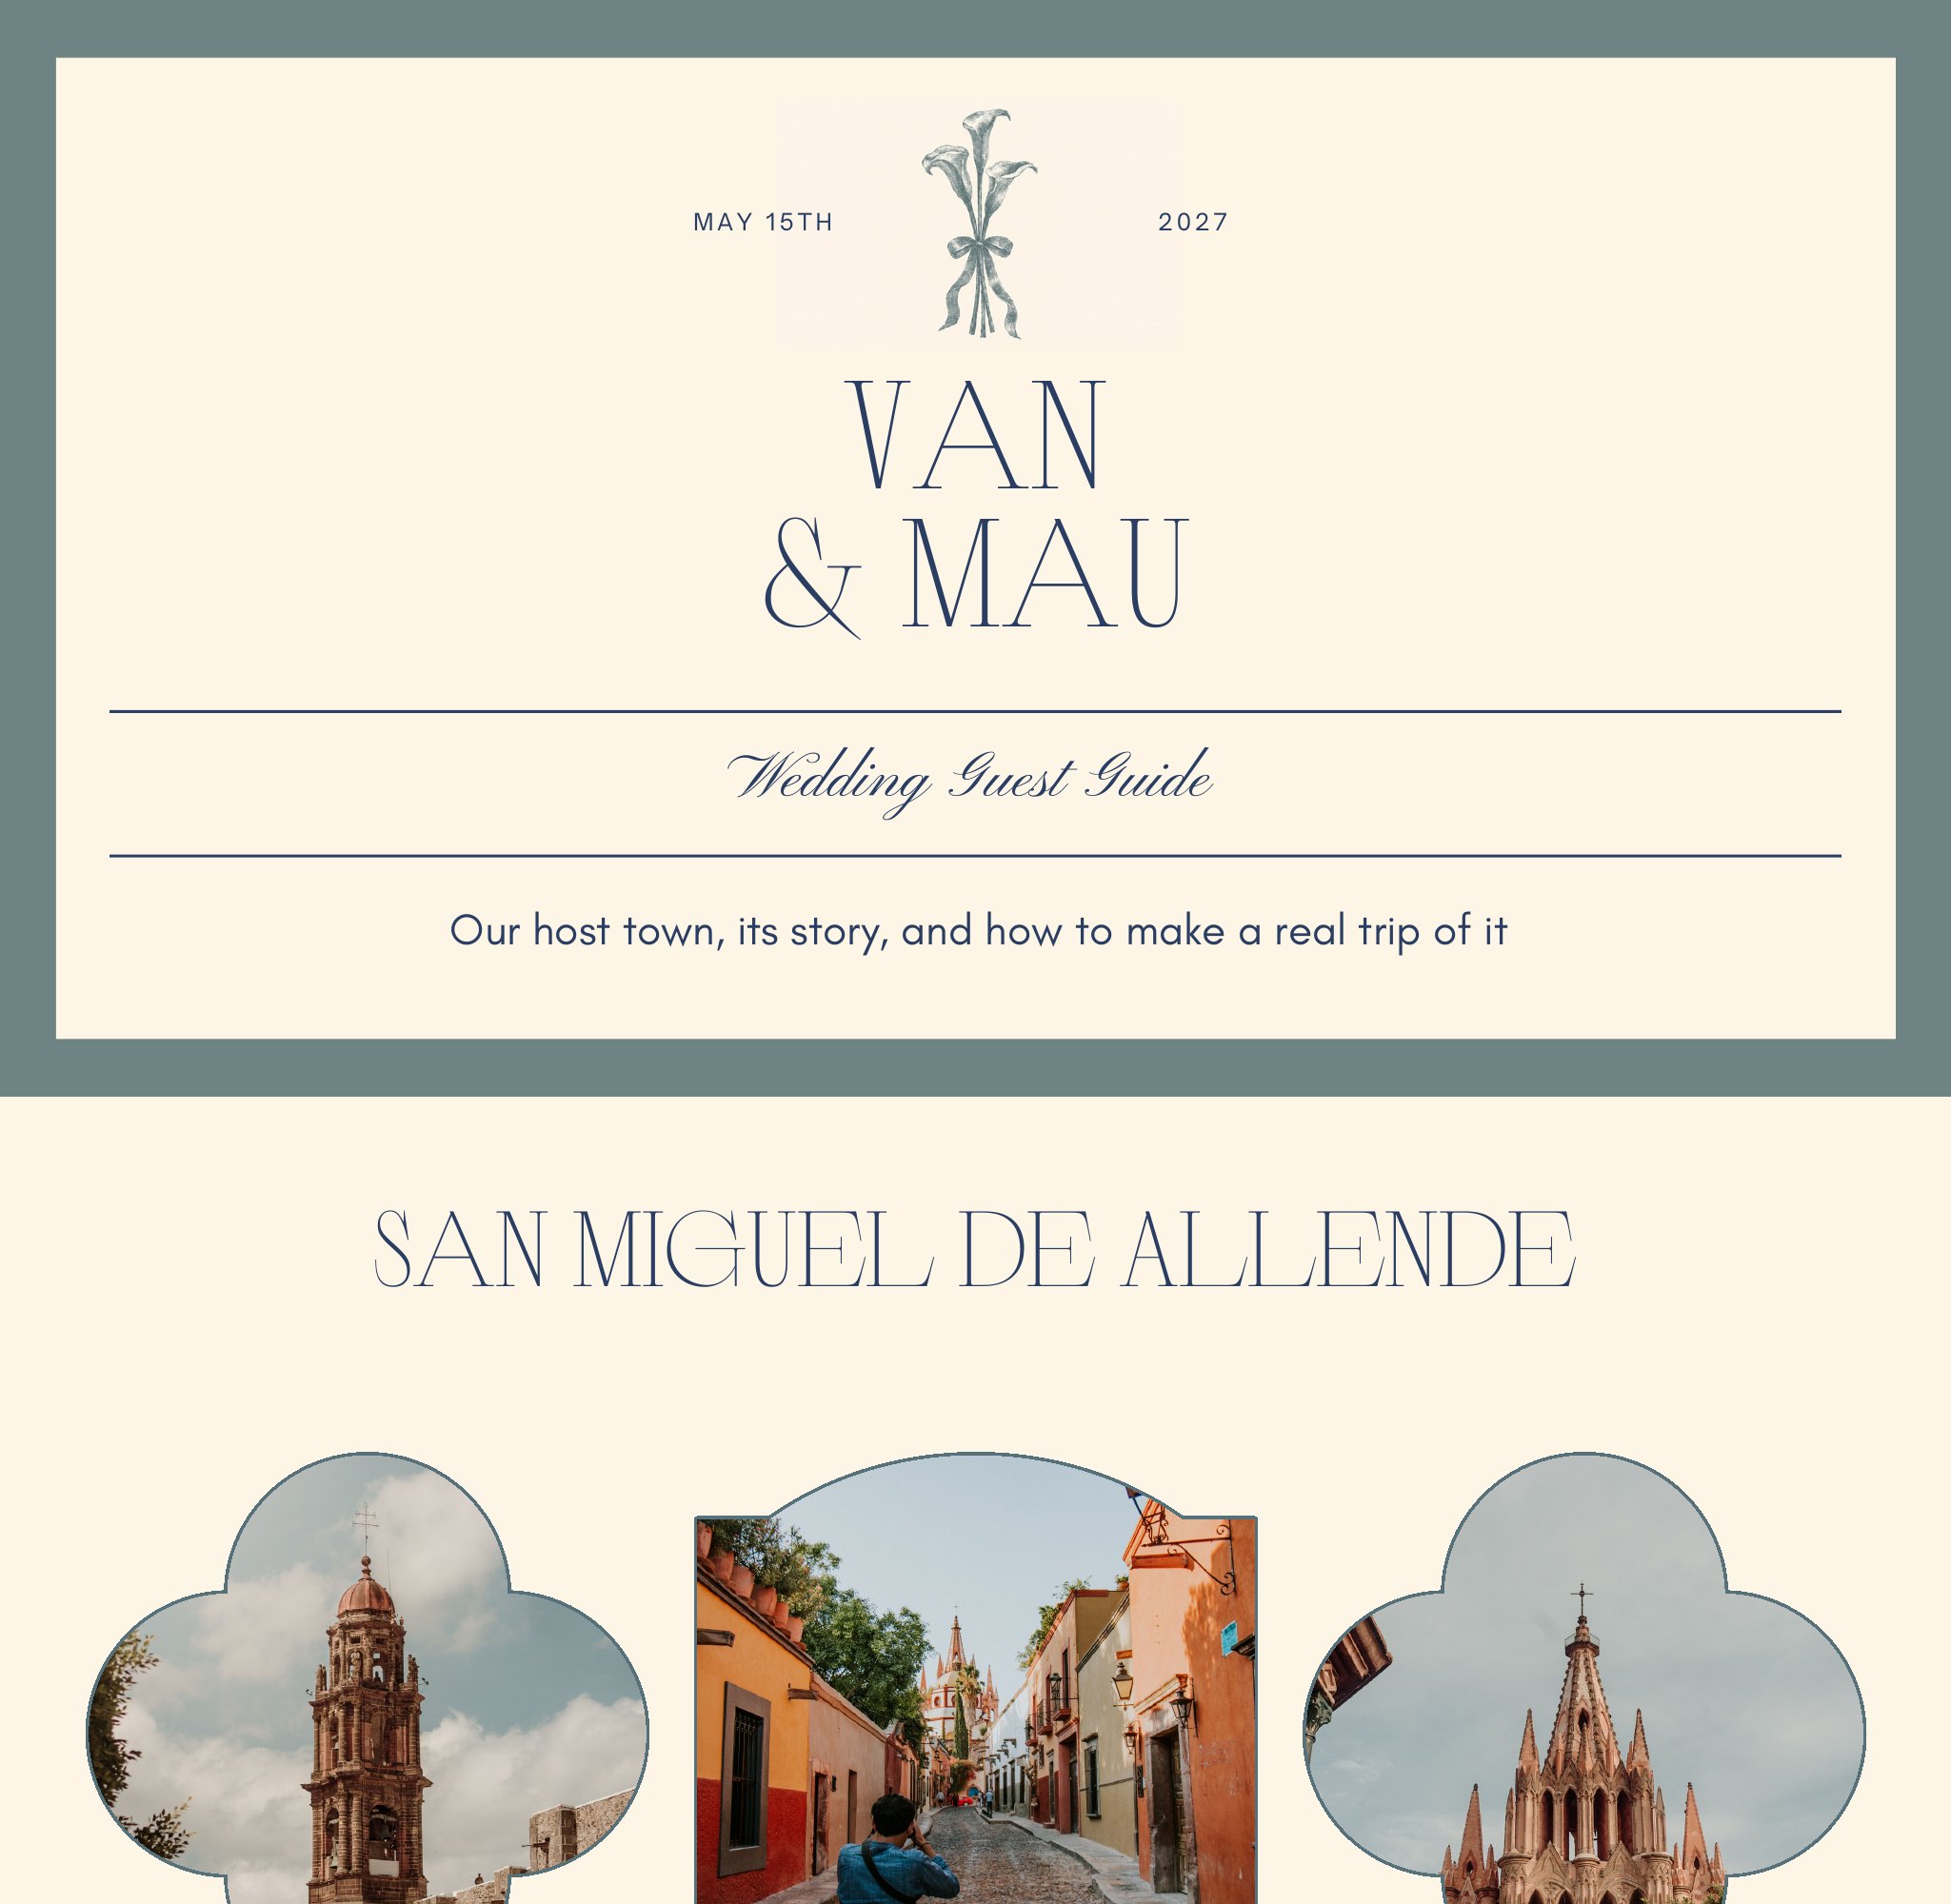 MAY 15TH 2027
VAN
& MAU
Wedding Guest Guide
Our host town, its story, and how to make a real trip of it
SAN MIGUEL DE ALLENDE